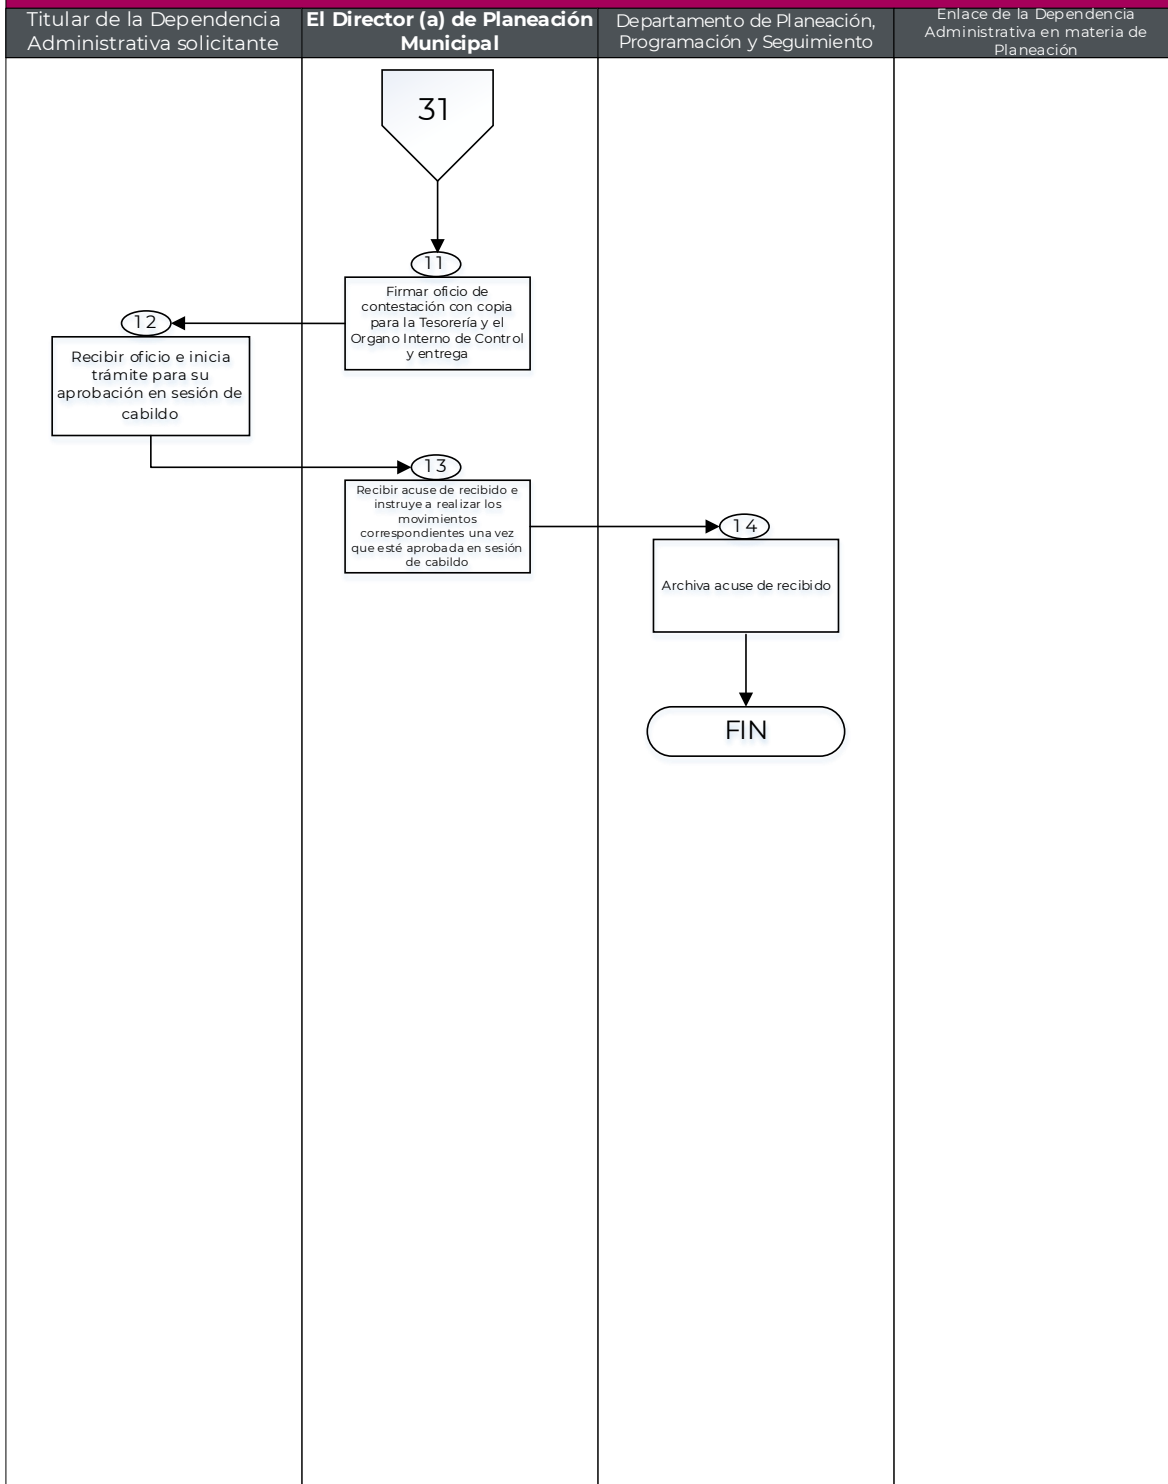 Titular de la Dependencia
Administrativa solicitante
El Director (a) de Planeación
Municipal
Departamento de Planeación,
Programación y Seguimiento
Enlace de la Dependencia
Administrativa en materia de
Planeación
31
11
Firmar oficio de
contestación con copia
para la Tesorería y el
Organo Interno de Control
y entrega
12
Recibir oficio e inicia
trámite para su
aprobación en sesión de
cabildo
13
Recibir acuse de recibido e
instruye a realizar los
movimientos
correspondientes una vez
que esté aprobada en sesión
de cabildo
14
Archiva acuse de recibido
FIN